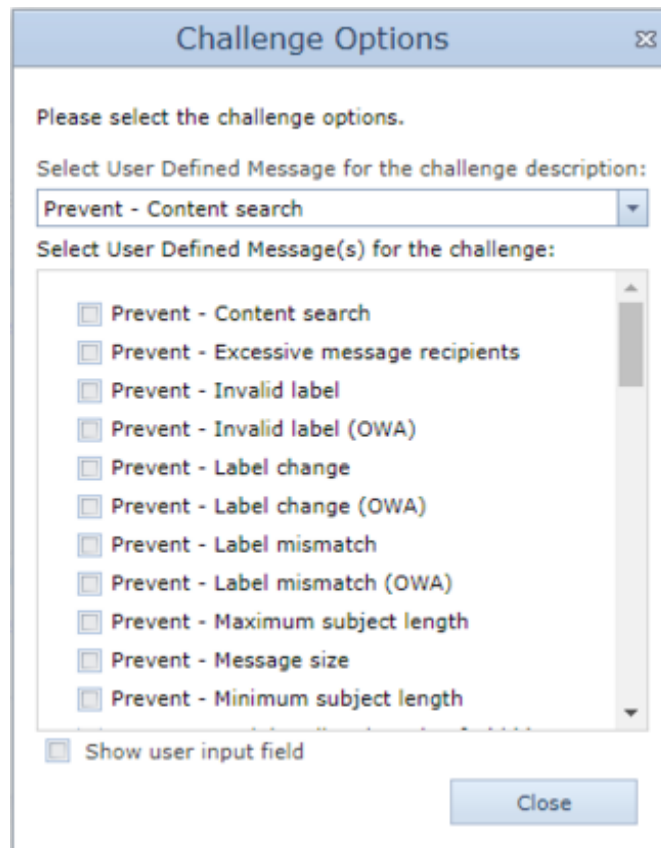 Challenge Options
Please select the challenge options.
Select User Defined Message for the challenge description:
Prevent - Content search
Select User Defined Message(s) for the challenge:
Prevent - Content search
Prevent - Excessive message recipients
Prevent - Invalid label
Prevent - Invalid label (OWA)
Prevent - Label change
Prevent - Label change (OWA)
Prevent - Label mismatch
Prevent - Label mismatch (OWA)
Prevent - Maximum subject length
Prevent - Message size
Prevent - Minimum subject length
Show user input field
Close